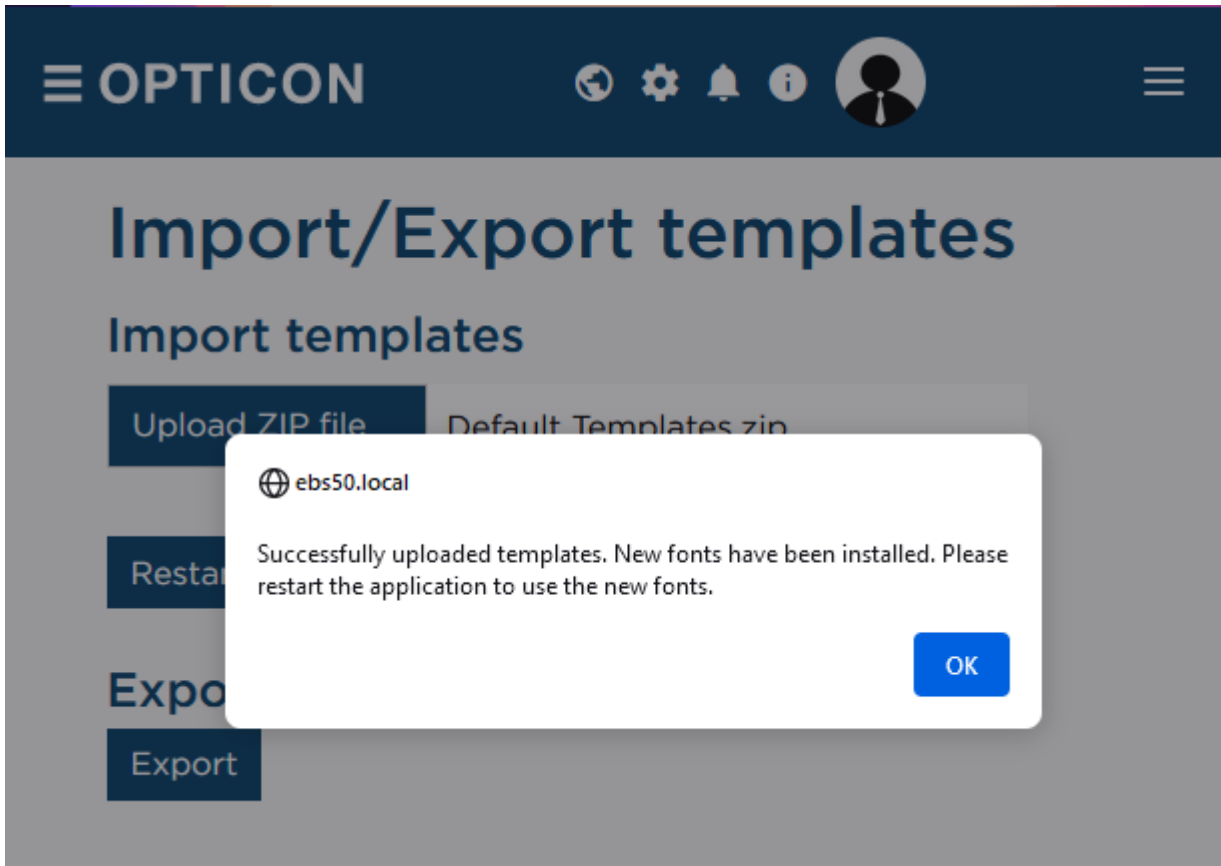 OPTICON
Import/Export templates
Import templates
Upload ZIP file
Default Templates.zip
ebs50.local
Successfully uploaded templates. New fonts have been installed. Please
restart the application to use the new fonts.
OK
Export